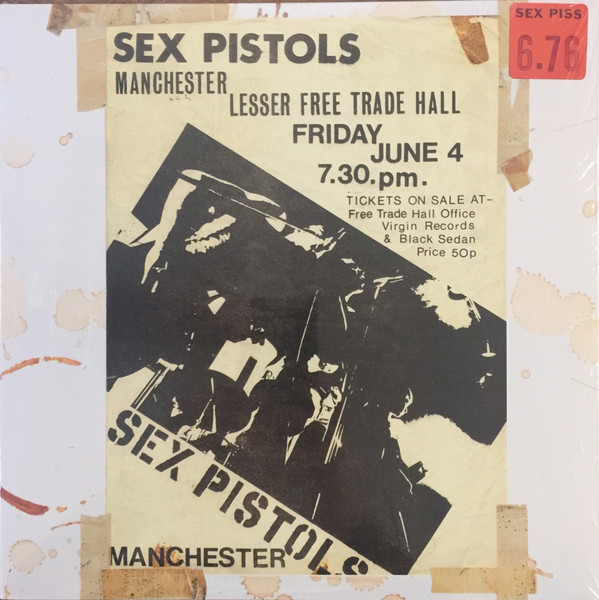 SEX PISS
6.76
SEX PISTOLS
MANCHESTER
LESSER FREE TRADE HALL
FRIDAY
JUNE 4
7.30.pm.
TICKETS ON SALE AT–
Free Trade Hall Office
Virgin Records
& Black Sedan
Price 50p
SEX PISTOLS
MANCHESTER